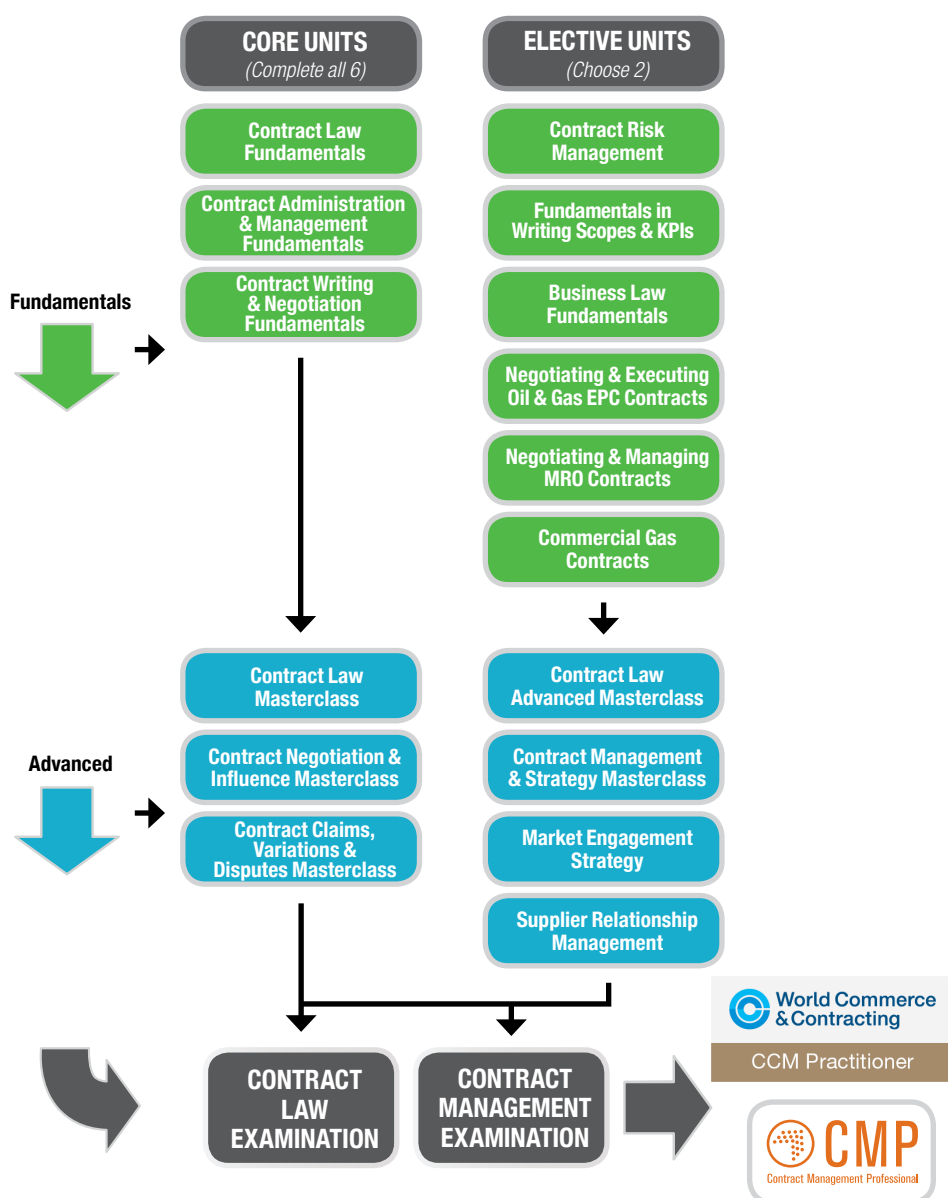 CORE UNITS
(Complete all 6)
ELECTIVE UNITS
(Choose 2)
Fundamentals
Contract Law
Fundamentals
Contract Administration
& Management
Fundamentals
Contract Writing
& Negotiation
Fundamentals
Contract Risk
Management
Fundamentals in
Writing Scopes & KPIs
Business Law
Fundamentals
Negotiating & Executing
Oil & Gas EPC Contracts
Negotiating & Managing
MRO Contracts
Commercial Gas
Contracts
Advanced
Contract Law
Masterclass
Contract Negotiation &
Influence Masterclass
Contract Claims,
Variations &
Disputes Masterclass
Contract Law
Advanced Masterclass
Contract Management
& Strategy Masterclass
Market Engagement
Strategy
Supplier Relationship
Management
CONTRACT
LAW
EXAMINATION
CONTRACT
MANAGEMENT
EXAMINATION
World Commerce
& Contracting
CCM Practitioner
CMP
Contract Management Professional